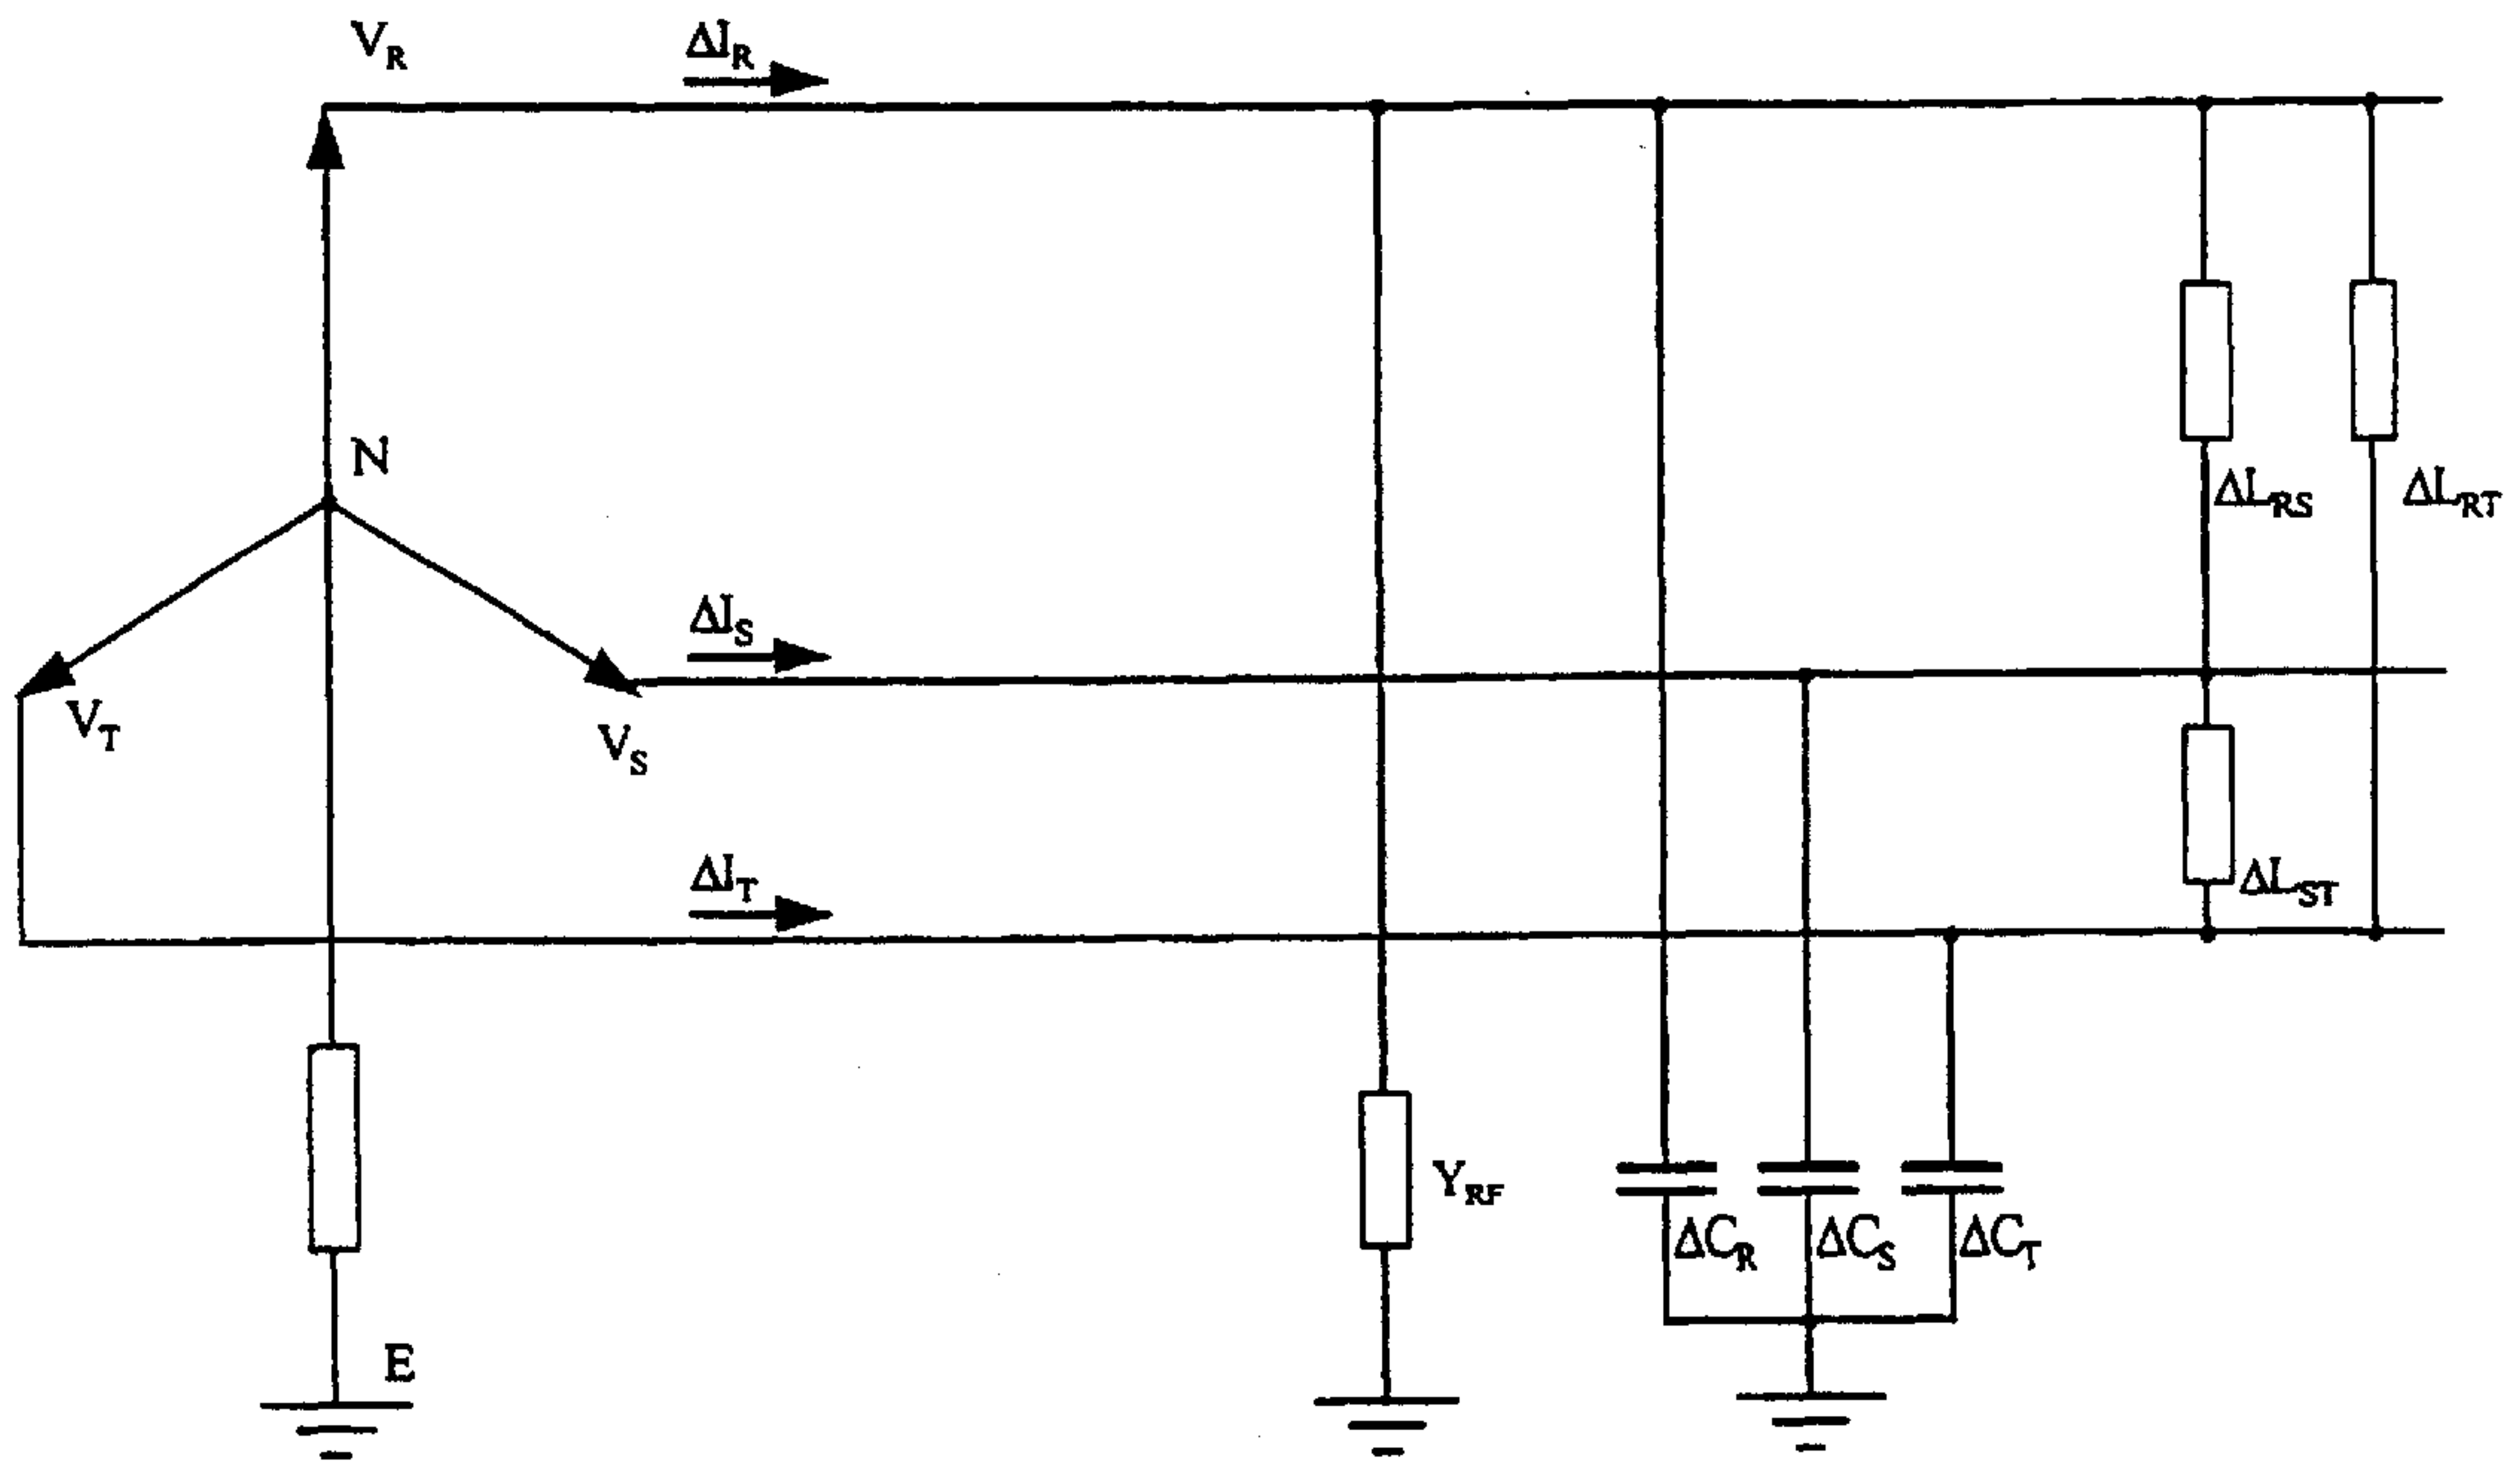 V_R
ΔI_R
N
ΔL_RS
ΔL_RT
ΔI_S
V_T
V_S
ΔI_T
ΔL_ST
Y_RF
ΔC_R
ΔC_S
ΔC_T
E